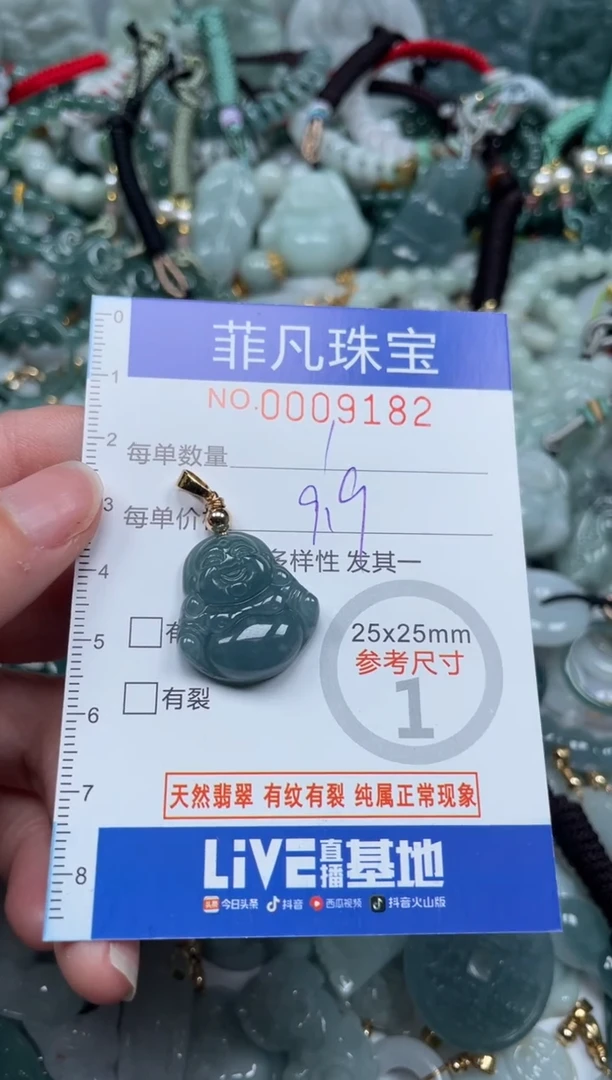 0
菲凡珠宝
1
NO.0009182
2
每单数量 1
3
每单价 9.9
多样性 发其一
4
25x25mm
5
参考尺寸
1
有裂
6
7
天然翡翠 有纹有裂 纯属正常现象
LiVE直播基地
8
今日头条 抖音 西瓜视频 抖音火山版